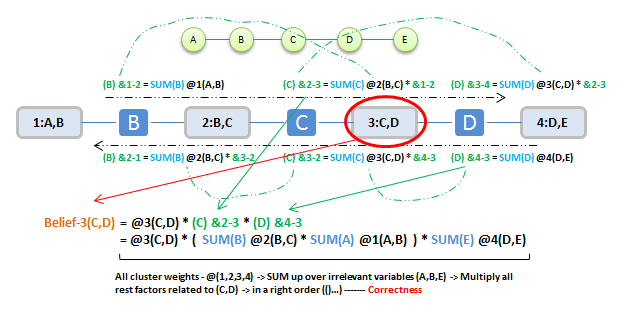 A B C D E
(B) &1-2 = SUM(B) @1(A,B) (C) &2-3 = SUM(C) @2(B,C)* &1-2 (D) &3-4 = SUM(D) @3(C,D)* &2-3
1:A,B B 2:B,C C 3:C,D D 4:D,E
(B) &2-1 = SUM(B) @2(B,C)* &3-2 (C) &3-2 = SUM(C) @3(C,D)* &4-3 (D) &4-3 = SUM(D) @4(D,E)
Belief-3(C,D) = @3(C,D) * (C) &2-3 * (D) &4-3
= @3(C,D) * ( SUM(B) @2(B,C) * SUM(A) @1(A,B) ) * SUM(E) @4(D,E)
All cluster weights - @(1,2,3,4) -> SUM up over irrelevant variables (A,B,E) -> Multiply all
rest factors related to (C,D) -> in a right order (()...) ------- Correctness